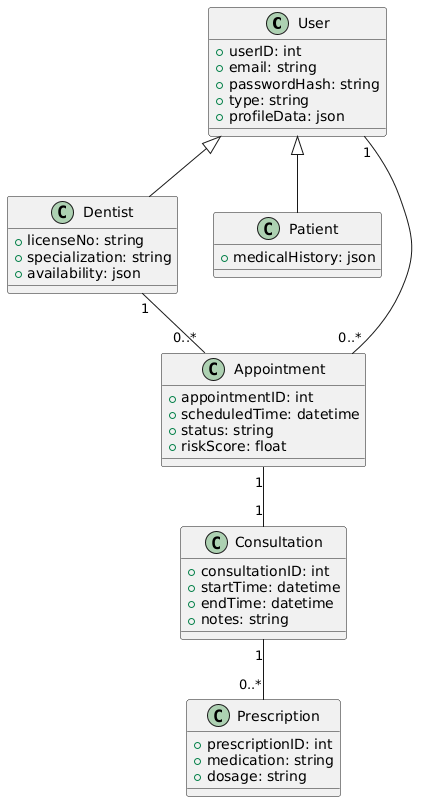 C User
userID: int
email: string
passwordHash: string
type: string
profileData: json
1
C Dentist
licenseNo: string
specialization: string
availability: json
C Patient
medicalHistory: json
1
0..*
0..*
C Appointment
appointmentID: int
scheduledTime: datetime
status: string
riskScore: float
1
1
C Consultation
consultationID: int
startTime: datetime
endTime: datetime
notes: string
1
0..*
C Prescription
prescriptionID: int
medication: string
dosage: string